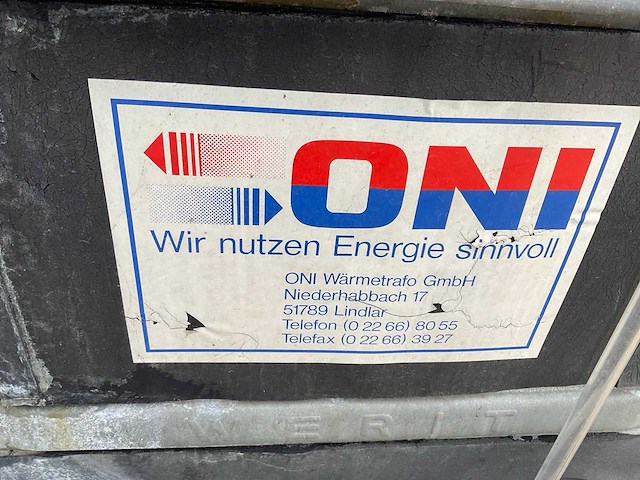 ONI
Wir nutzen Energie sinnvoll
ONI Wärmetrafo GmbH
Niederhabbach 17
51789 Lindlar
Telefon (0 22 66) 80 55
Telefax (0 22 66) 39 27
WERIT